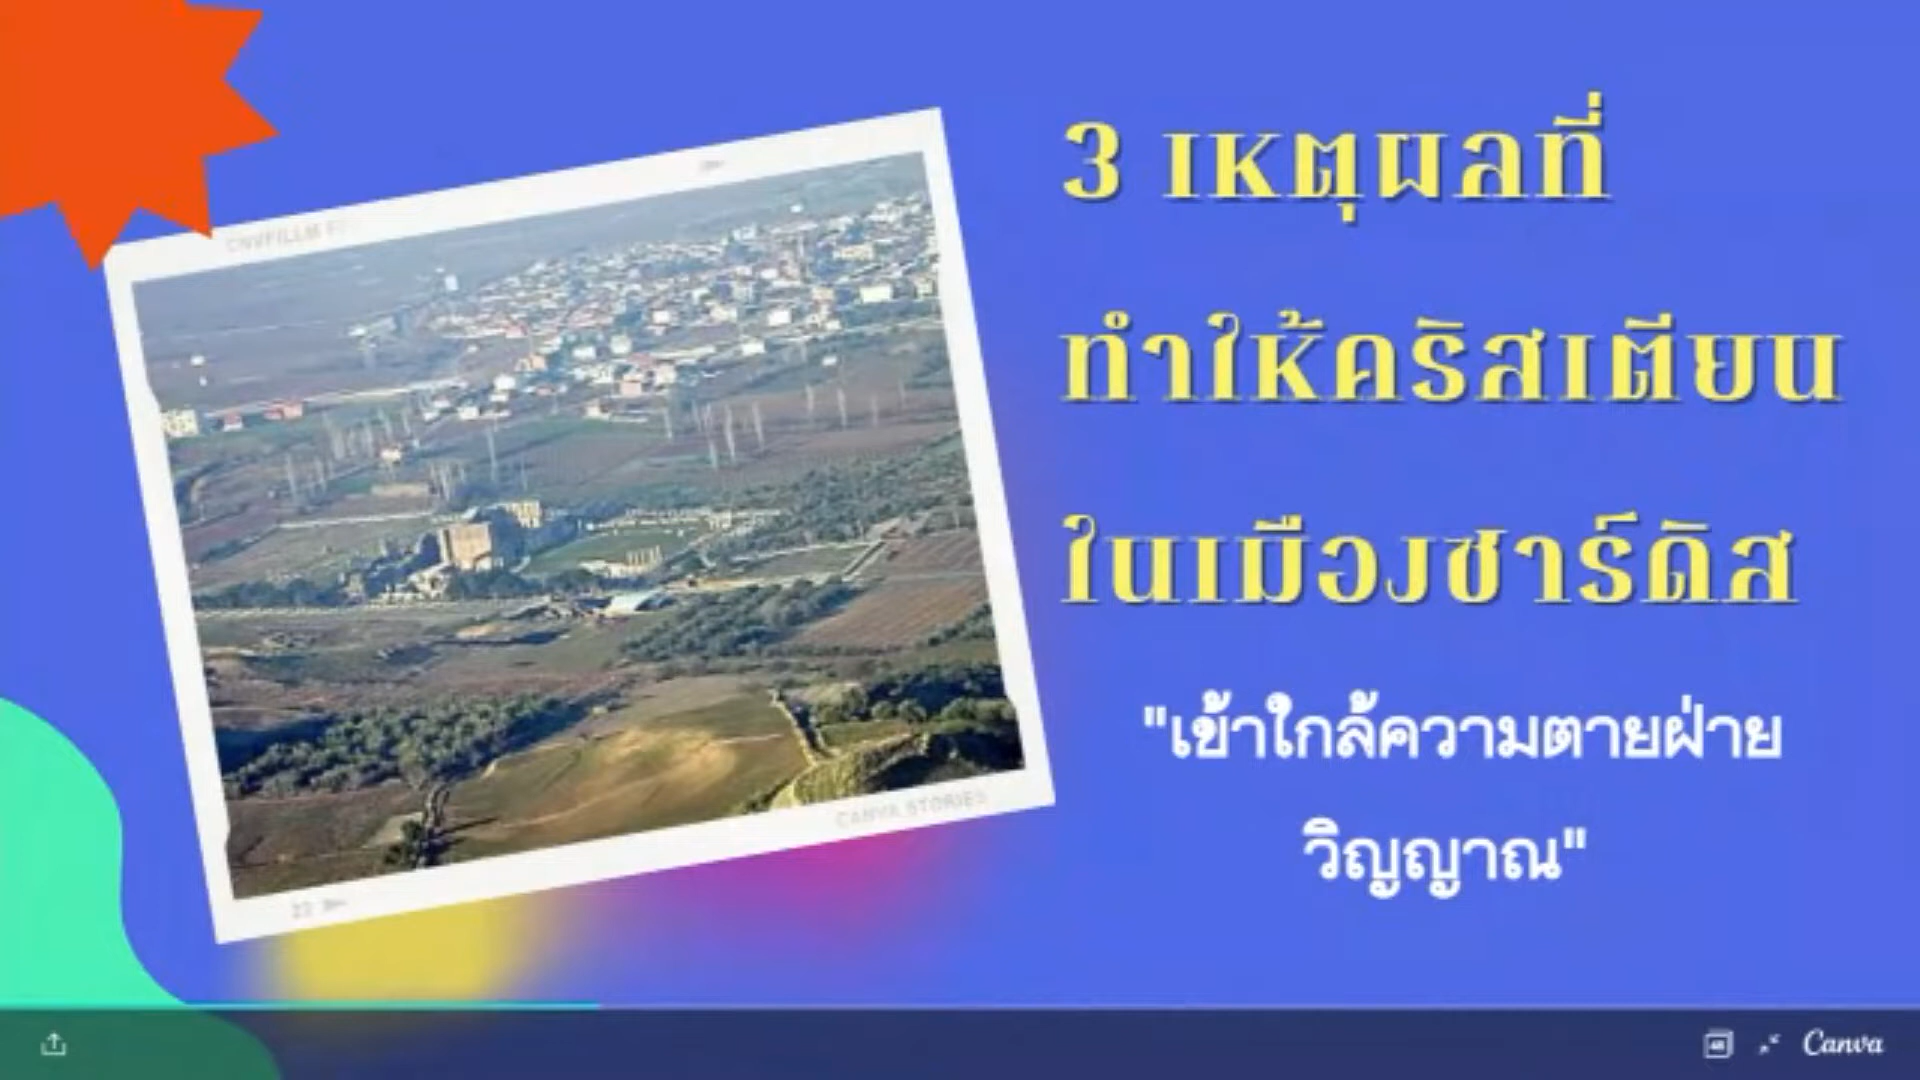 3 เหตุผลที่
ทำให้คริสเตียน
ในเมืองซาร์ดิส
"เข้าใกล้ความตายฝ่าย
วิญญาณ"
CANVA STORIES
Canva